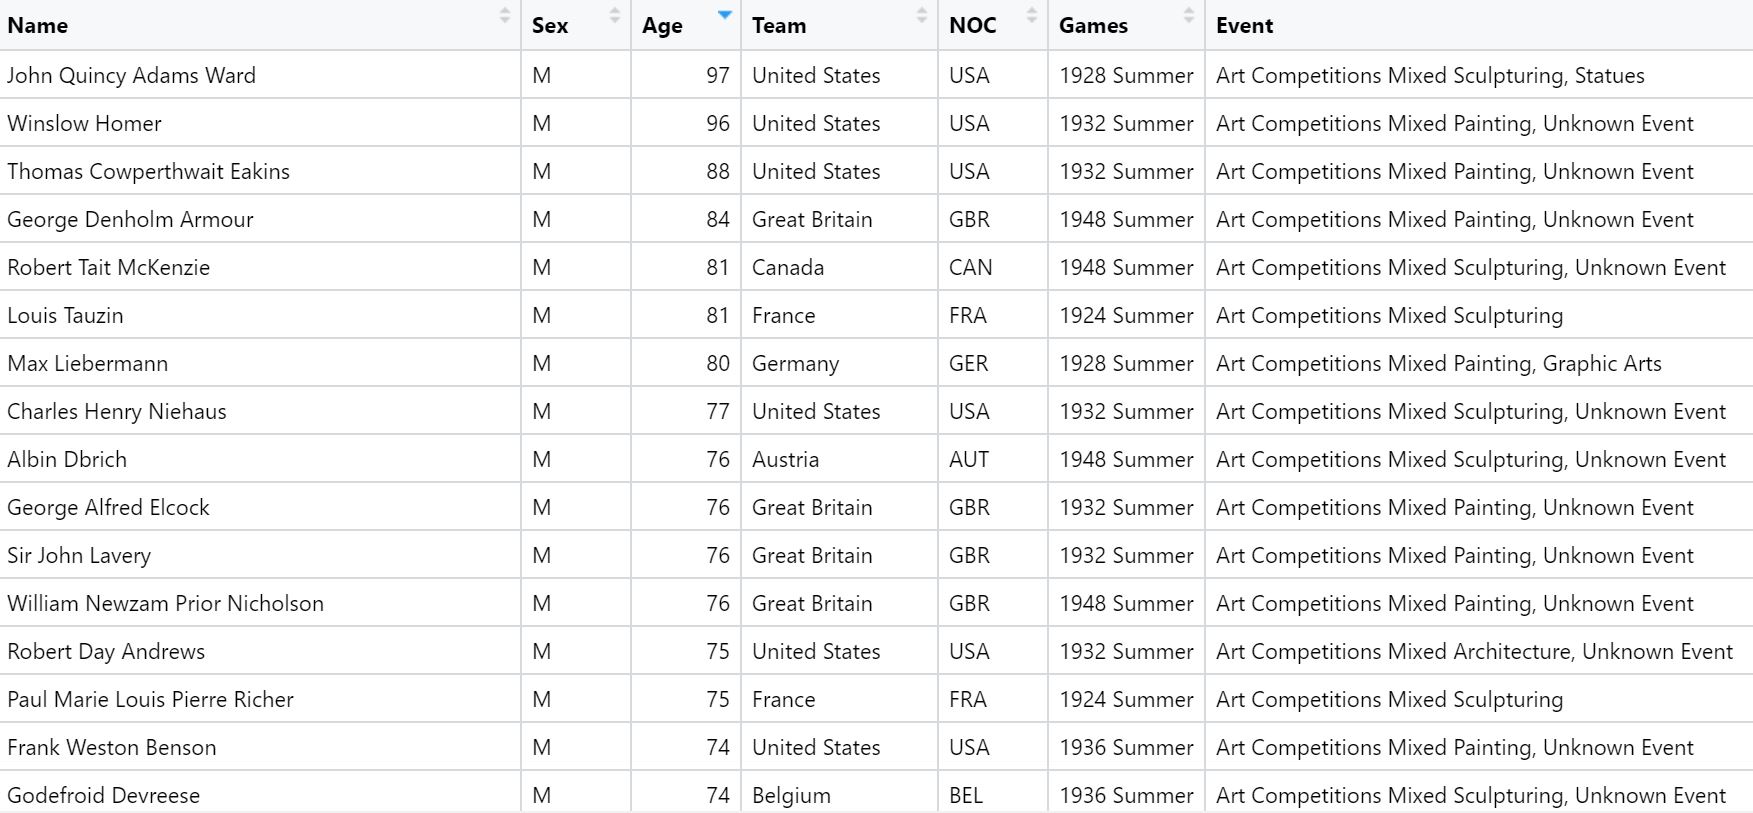 Name Sex Age Team NOC Games Event
John Quincy Adams Ward M 97 United States USA 1928 Summer Art Competitions Mixed Sculpturing, Statues
Winslow Homer M 96 United States USA 1932 Summer Art Competitions Mixed Painting, Unknown Event
Thomas Cowperthwait Eakins M 88 United States USA 1932 Summer Art Competitions Mixed Painting, Unknown Event
George Denholm Armour M 84 Great Britain GBR 1948 Summer Art Competitions Mixed Painting, Unknown Event
Robert Tait McKenzie M 81 Canada CAN 1948 Summer Art Competitions Mixed Sculpturing, Unknown Event
Louis Tauzin M 81 France FRA 1924 Summer Art Competitions Mixed Sculpturing
Max Liebermann M 80 Germany GER 1928 Summer Art Competitions Mixed Painting, Graphic Arts
Charles Henry Niehaus M 77 United States USA 1932 Summer Art Competitions Mixed Sculpturing, Unknown Event
Albin Dbrich M 76 Austria AUT 1948 Summer Art Competitions Mixed Sculpturing, Unknown Event
George Alfred Elcock M 76 Great Britain GBR 1932 Summer Art Competitions Mixed Painting, Unknown Event
Sir John Lavery M 76 Great Britain GBR 1932 Summer Art Competitions Mixed Painting, Unknown Event
William Newzam Prior Nicholson M 76 Great Britain GBR 1948 Summer Art Competitions Mixed Painting, Unknown Event
Robert Day Andrews M 75 United States USA 1932 Summer Art Competitions Mixed Architecture, Unknown Event
Paul Marie Louis Pierre Richer M 75 France FRA 1924 Summer Art Competitions Mixed Sculpturing
Frank Weston Benson M 74 United States USA 1936 Summer Art Competitions Mixed Painting, Unknown Event
Godefroid Devreese M 74 Belgium BEL 1936 Summer Art Competitions Mixed Sculpturing, Unknown Event